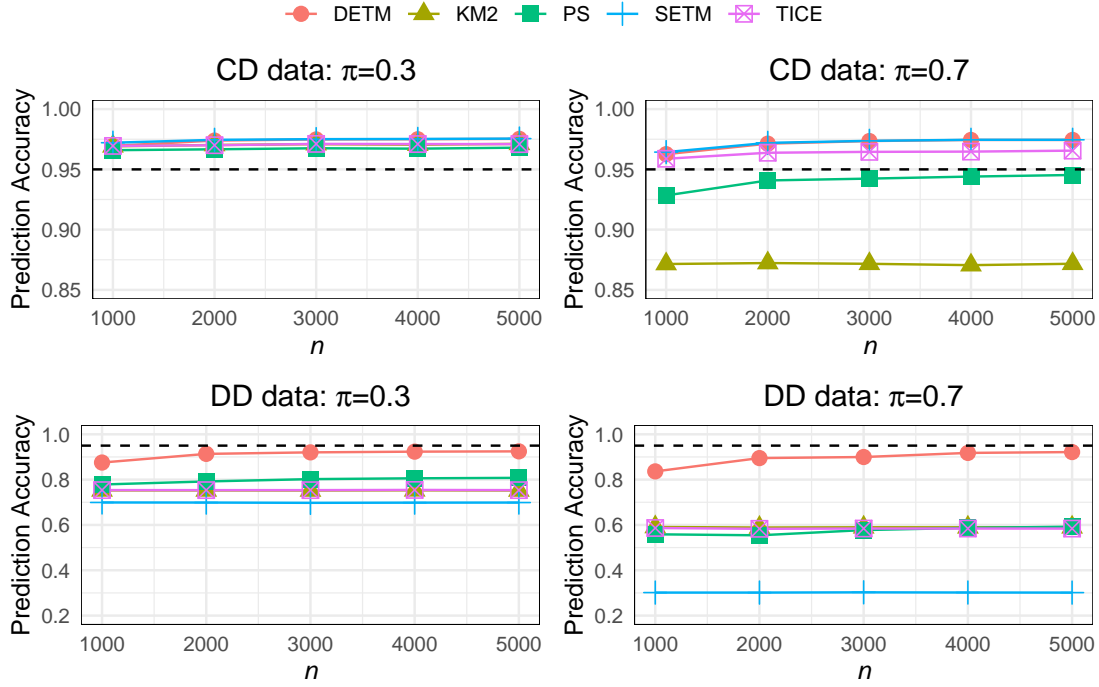 DETM KM2 PS SETM TICE
CD data: π=0.3
Prediction Accuracy
1.00
0.95
0.90
0.85
1000 2000 3000 4000 5000
n
CD data: π=0.7
Prediction Accuracy
1.00
0.95
0.90
0.85
1000 2000 3000 4000 5000
n
DD data: π=0.3
Prediction Accuracy
1.0
0.8
0.6
0.4
0.2
1000 2000 3000 4000 5000
n
DD data: π=0.7
Prediction Accuracy
1.0
0.8
0.6
0.4
0.2
1000 2000 3000 4000 5000
n